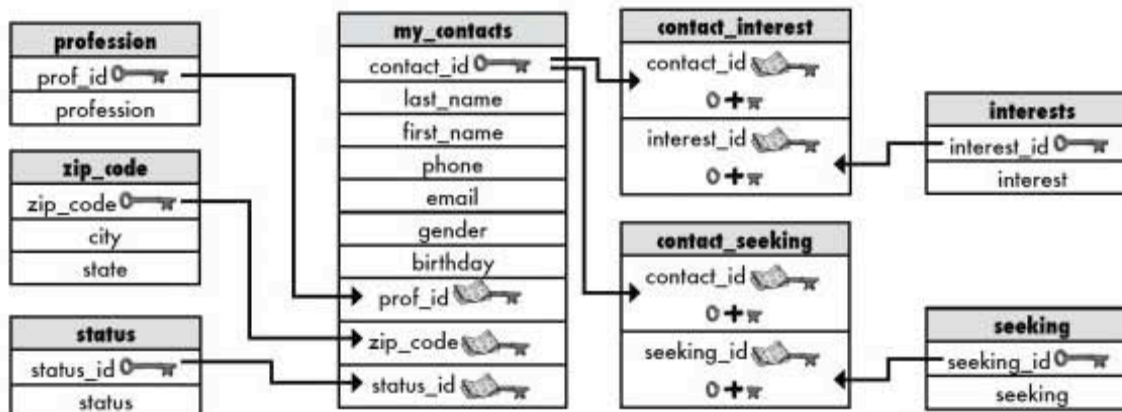 profession
prof_id
profession
zip_code
zip_code
city
state
status
status_id
status
my_contacts
contact_id
last_name
first_name
phone
email
gender
birthday
prof_id
zip_code
status_id
contact_interest
contact_id
+
interest_id
+
contact_seeking
contact_id
+
seeking_id
+
interests
interest_id
interest
seeking
seeking_id
seeking